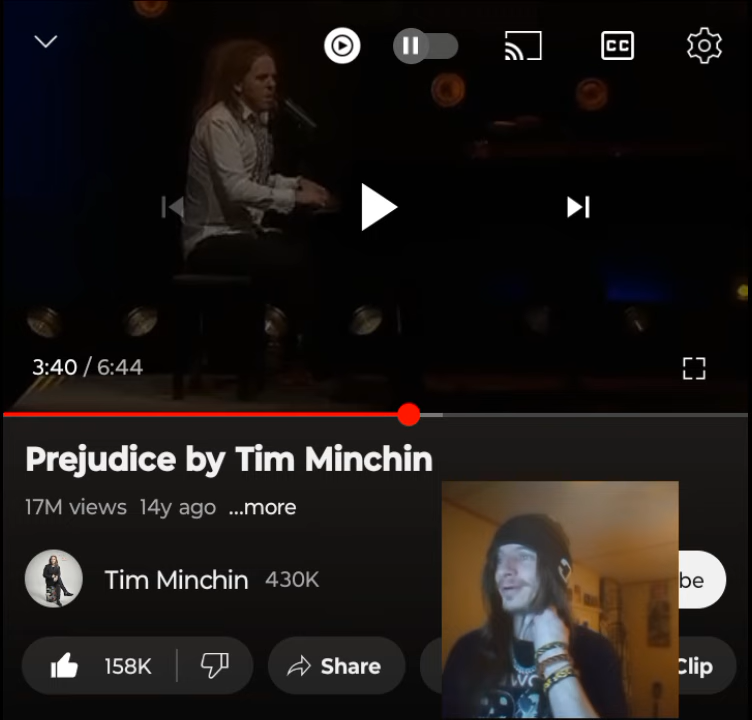 CC
3:40 / 6:44
Prejudice by Tim Minchin
17M views 14y ago ...more
Tim Minchin 430K be
158K Share Clip